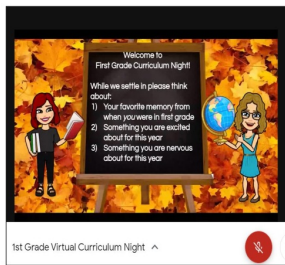 Welcome to
First Grade Curriculum Night!
While we settle in please think
about:
1) Your favorite memory from
when you were in first grade
2) Something you are excited
about for this year
3) Something you are nervous
about for this year
1st Grade Virtual Curriculum Night